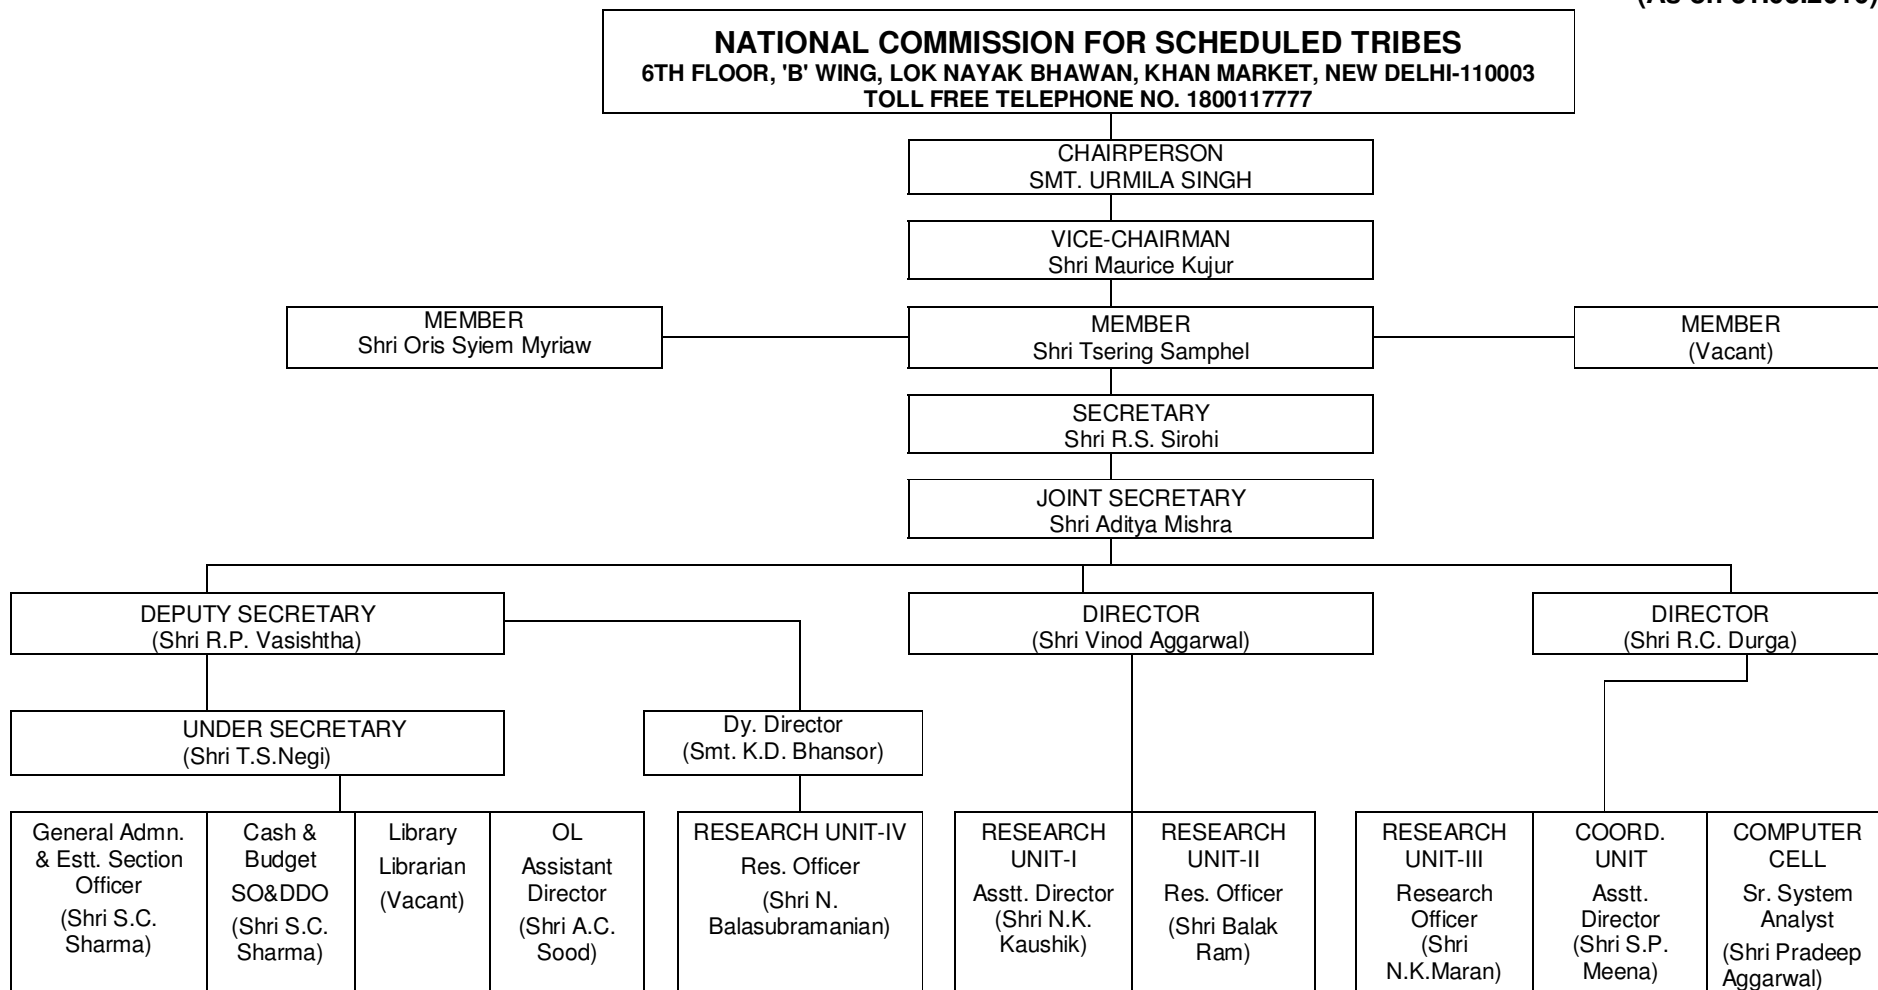 NATIONAL COMMISSION FOR SCHEDULED TRIBES
6TH FLOOR, 'B' WING, LOK NAYAK BHAWAN, KHAN MARKET, NEW DELHI-110003
TOLL FREE TELEPHONE NO. 1800117777
CHAIRPERSON
SMT. URMILA SINGH
VICE-CHAIRMAN
Shri Maurice Kujur
MEMBER
Shri Oris Syiem Myriaw
MEMBER
Shri Tsering Samphel
MEMBER
(Vacant)
SECRETARY
Shri R.S. Sirohi
JOINT SECRETARY
Shri Aditya Mishra
DEPUTY SECRETARY
(Shri R.P. Vasishtha)
DIRECTOR
(Shri Vinod Aggarwal)
DIRECTOR
(Shri R.C. Durga)
UNDER SECRETARY
(Shri T.S.Negi)
Dy. Director
(Smt. K.D. Bhansor)
General Admn.
& Estt. Section
Officer
(Shri S.C.
Sharma)
Cash &
Budget
SO&DDO
(Shri S.C.
Sharma)
Library
Librarian
(Vacant)
OL
Assistant
Director
(Shri A.C.
Sood)
RESEARCH UNIT-IV
Res. Officer
(Shri N.
Balasubramanian)
RESEARCH
UNIT-I
Asstt. Director
(Shri N.K.
Kaushik)
RESEARCH
UNIT-II
Res. Officer
(Shri Balak
Ram)
RESEARCH
UNIT-III
Research
Officer
(Shri
N.K.Maran)
COORD.
UNIT
Asstt.
Director
(Shri S.P.
Meena)
COMPUTER
CELL
Sr. System
Analyst
(Shri Pradeep
Aggarwal)